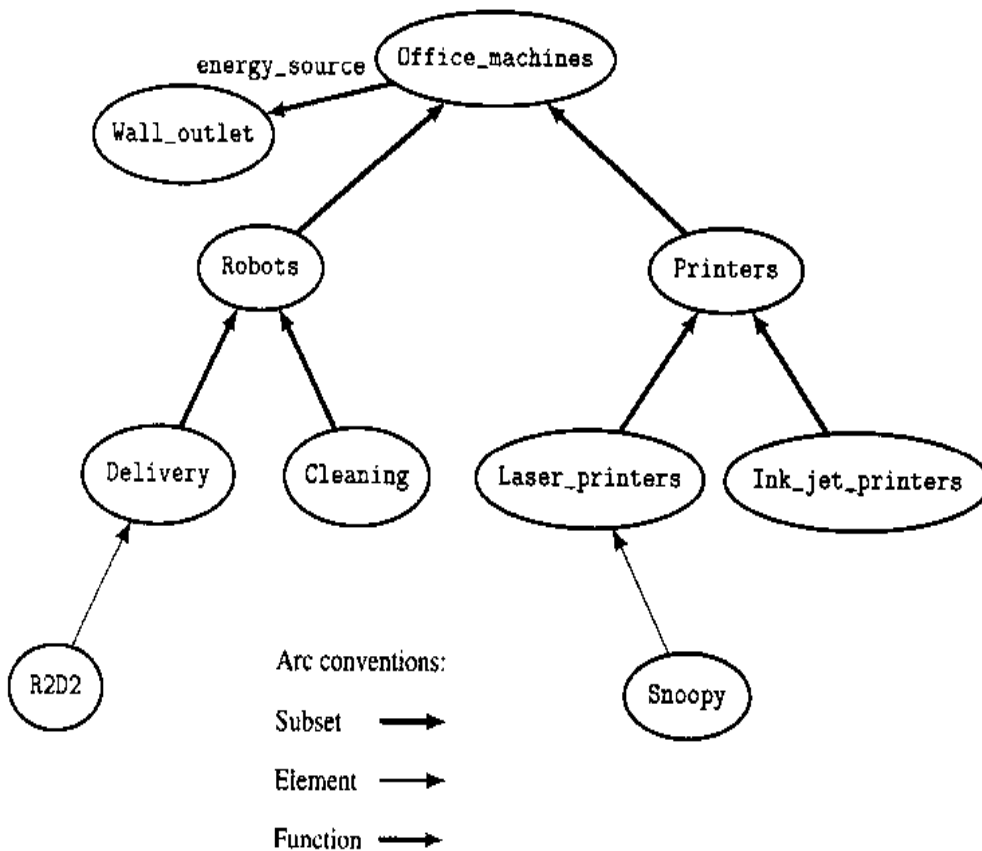 Office_machines
energy_source
Wall_outlet
Robots
Printers
Delivery
Cleaning
Laser_printers
Ink_jet_printers
R2D2
Snoopy
Arc conventions:
Subset
Element
Function